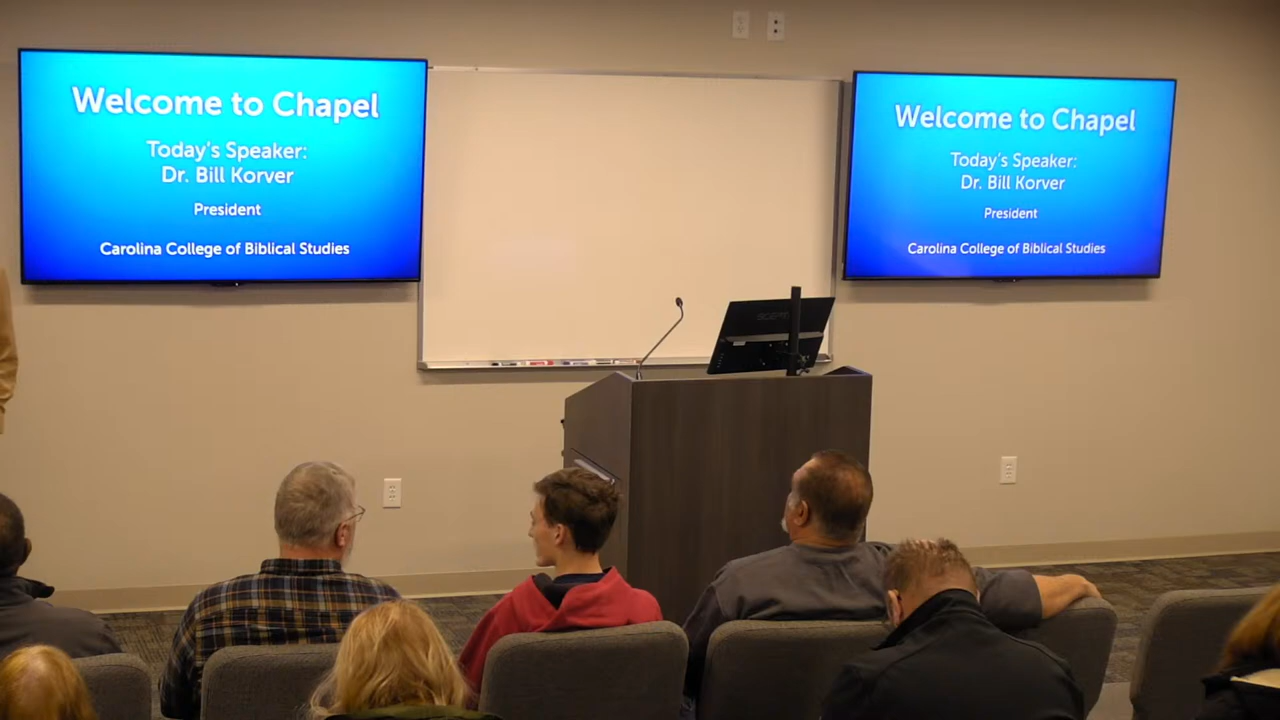 Welcome to Chapel
Today's Speaker:
Dr. Bill Korver
President
Carolina College of Biblical Studies
Welcome to Chapel
Today's Speaker:
Dr. Bill Korver
President
Carolina College of Biblical Studies
SCEPTRE